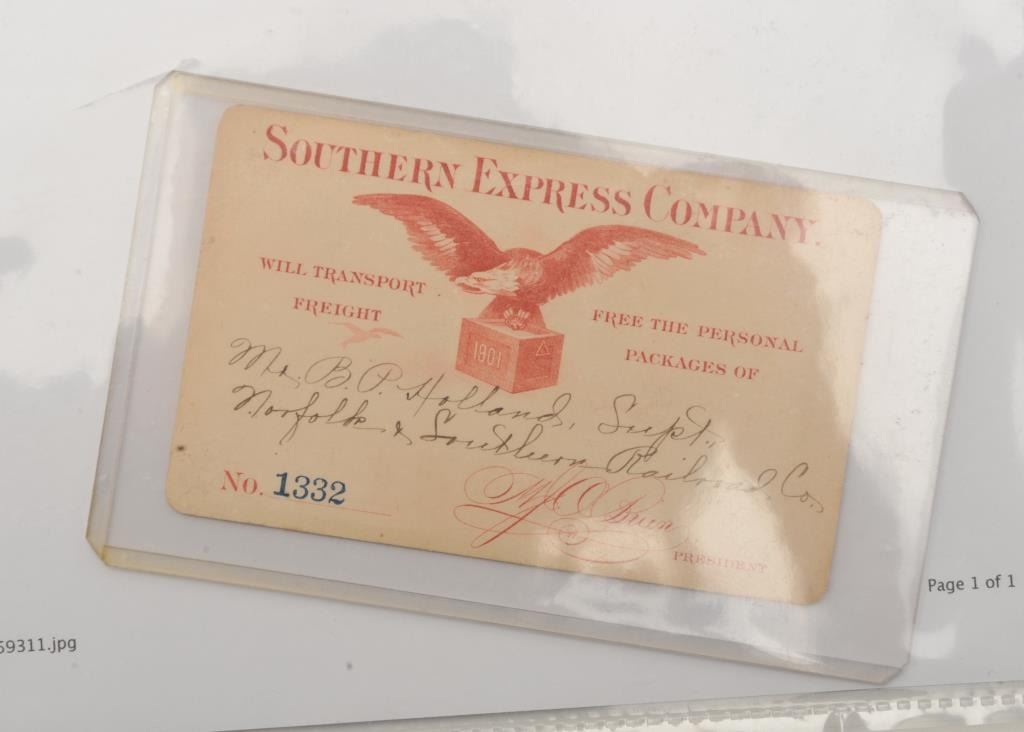 SOUTHERN EXPRESS COMPANY.
WILL TRANSPORT
FREIGHT
FREE THE PERSONAL
PACKAGES OF
1901
Mr. B. P. Holland, Supt.,
Norfolk & Southern Railroad Co.,
No. 1332
M J O'Brien
PRESIDENT
Page 1 of 1
59311.jpg